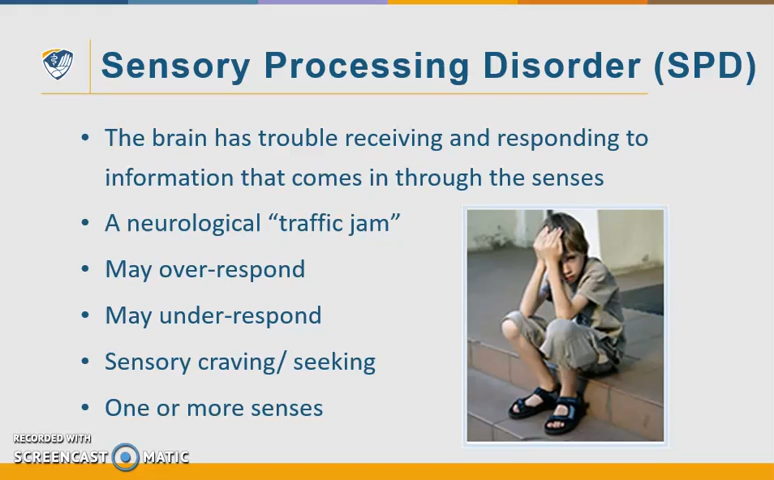 Sensory Processing Disorder (SPD)
• The brain has trouble receiving and responding to
information that comes in through the senses
• A neurological “traffic jam”
• May over-respond
• May under-respond
• Sensory craving/ seeking
• One or more senses
RECORDED WITH
SCREENCAST MATIC